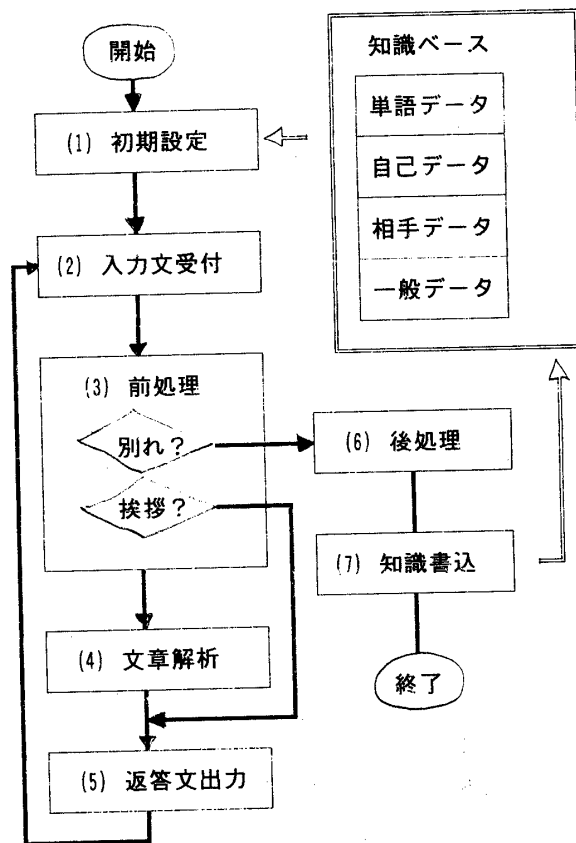 開始
(1) 初期設定
知識ベース
単語データ
自己データ
相手データ
一般データ
(2) 入力文受付
(3) 前処理
別れ?
挨拶?
(6) 後処理
(7) 知識書込
(4) 文章解析
終了
(5) 返答文出力